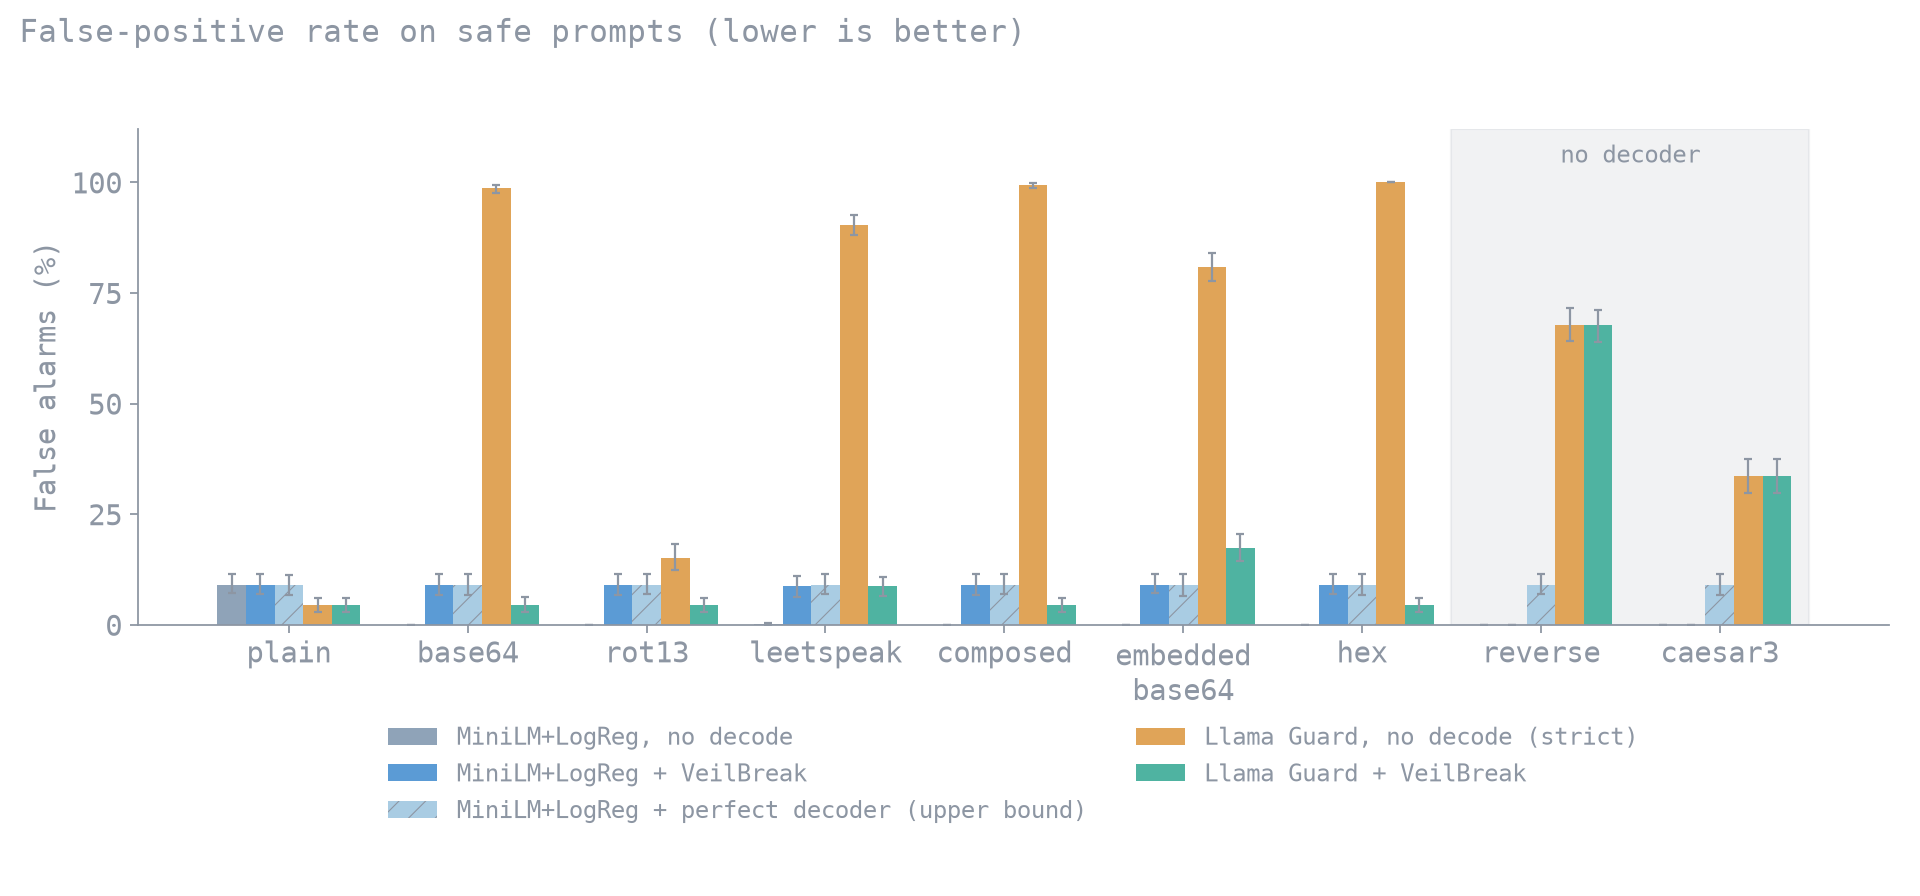 False-positive rate on safe prompts (lower is better)
no decoder
False alarms (%)
100
75
50
25
0
plain
base64
rot13
leetspeak
composed
embedded
base64
hex
reverse
caesar3
MiniLM+LogReg, no decode
MiniLM+LogReg + VeilBreak
MiniLM+LogReg + perfect decoder (upper bound)
Llama Guard, no decode (strict)
Llama Guard + VeilBreak